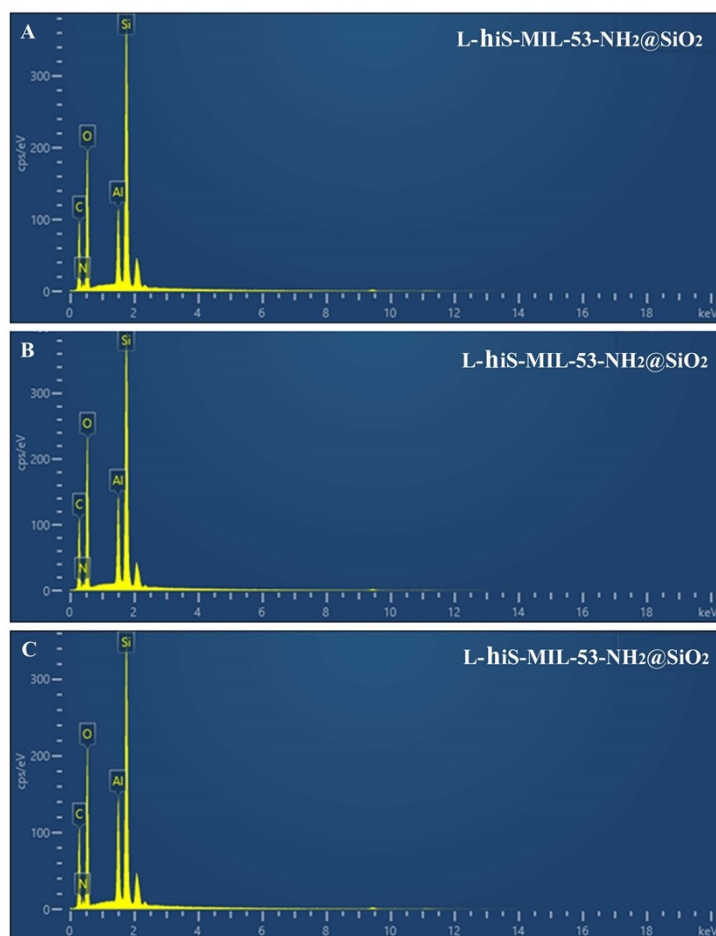 A
L-hiS-MIL-53-NH₂@SiO₂
Si
O
Al
C
N
cps/eV
300
200
100
0
0 2 4 6 8 10 12 14 16 18 keV
B
L-hiS-MIL-53-NH₂@SiO₂
Si
O
Al
C
N
cps/eV
300
200
100
0
0 2 4 6 8 10 12 14 16 18 keV
C
L-hiS-MIL-53-NH₂@SiO₂
Si
O
Al
C
N
cps/eV
300
200
100
0
0 2 4 6 8 10 12 14 16 18 keV